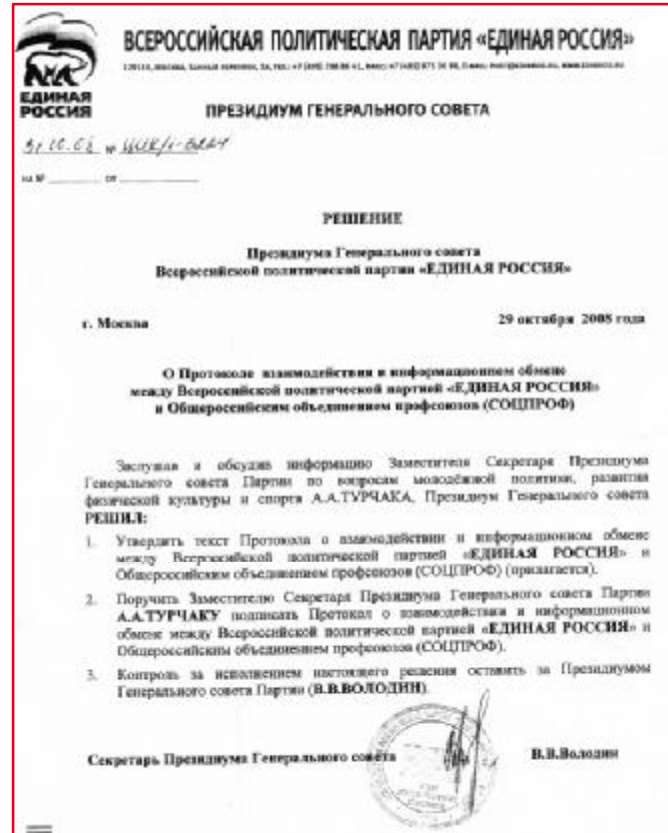 ВСЕРОССИЙСКАЯ ПОЛИТИЧЕСКАЯ ПАРТИЯ «ЕДИНАЯ РОССИЯ»
ЕДИНАЯ
РОССИЯ
ПРЕЗИДИУМ ГЕНЕРАЛЬНОГО СОВЕТА
№
на № от
РЕШЕНИЕ
Президиума Генерального совета
Всероссийской политической партии «ЕДИНАЯ РОССИЯ»
г. Москва 29 октября 2008 года
О Протоколе взаимодействия и информационном обмене
между Всероссийской политической партией «ЕДИНАЯ РОССИЯ»
и Общероссийским объединением профсоюзов (СОЦПРОФ)
Заслушав и обсудив информацию Заместителя Секретаря Президиума
Генерального совета Партии по вопросам молодёжной политики, развития
физической культуры и спорта А.А.ТУРЧАКА, Президиум Генерального совета
РЕШИЛ:
1. Утвердить текст Протокола о взаимодействии и информационном обмене
между Всероссийской политической партией «ЕДИНАЯ РОССИЯ» и
Общероссийским объединением профсоюзов (СОЦПРОФ) (прилагается).
2. Поручить Заместителю Секретаря Президиума Генерального совета Партии
А.А.ТУРЧАКУ подписать Протокол о взаимодействии и информационном
обмене между Всероссийской политической партией «ЕДИНАЯ РОССИЯ» и
Общероссийским объединением профсоюзов (СОЦПРОФ).
3. Контроль за исполнением настоящего решения оставить за Президиумом
Генерального совета Партии (В.В.ВОЛОДИН).
Секретарь Президиума Генерального совета В.В.Володин